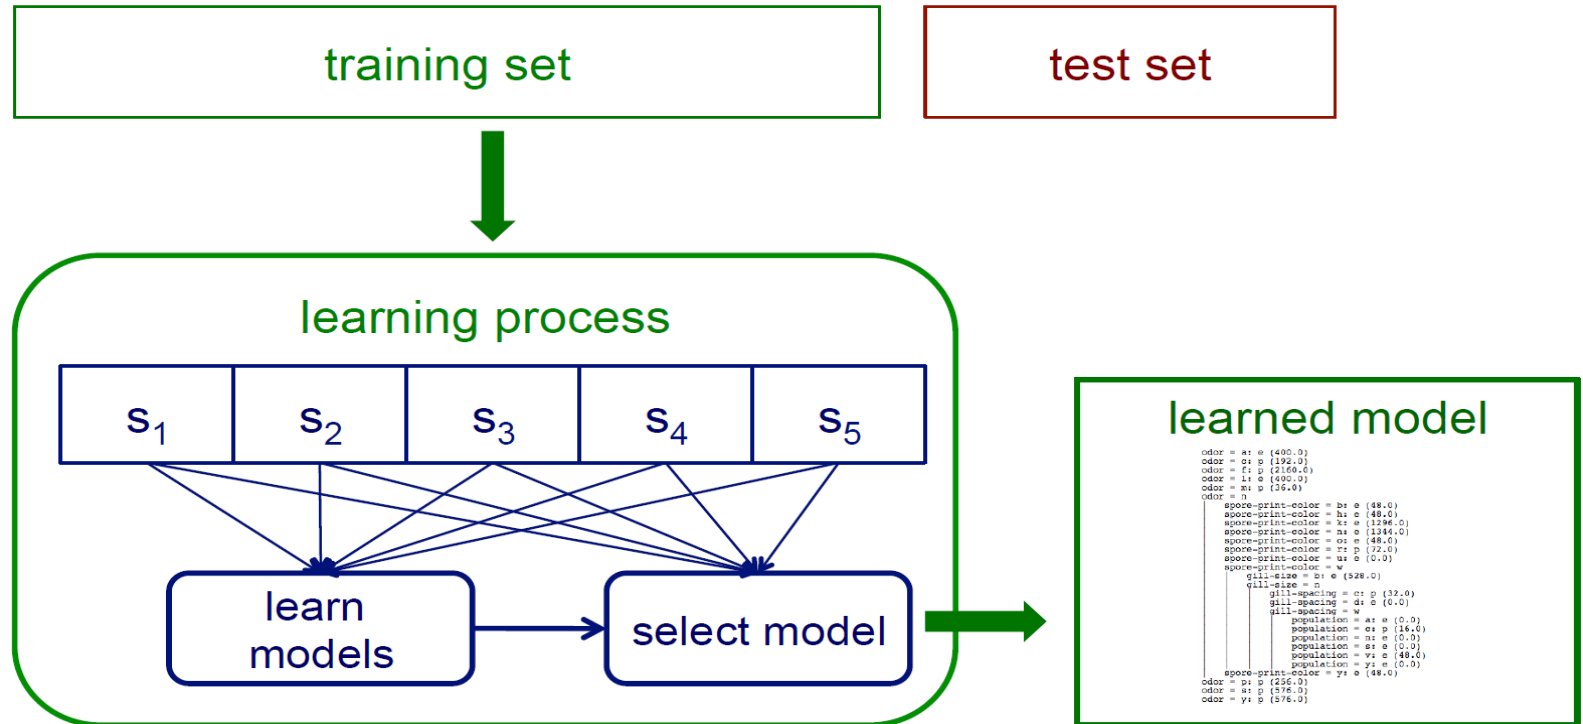 training set
test set
learning process
s1
s2
s3
s4
s5
learn
models
select model
learned model
odor = a: e (400.0)
odor = c: p (192.0)
odor = f: p (2160.0)
odor = l: e (400.0)
odor = m: p (36.0)
odor = n
spore-print-color = b: e (48.0)
spore-print-color = h: e (48.0)
spore-print-color = k: e (1296.0)
spore-print-color = n: e (1344.0)
spore-print-color = o: e (48.0)
spore-print-color = r: p (72.0)
spore-print-color = u: e (0.0)
spore-print-color = w
gill-size = b: e (528.0)
gill-size = n
gill-spacing = c: p (32.0)
gill-spacing = d: e (0.0)
gill-spacing = w
population = a: e (0.0)
population = c: p (16.0)
population = n: e (0.0)
population = s: e (0.0)
population = v: e (48.0)
population = y: e (0.0)
spore-print-color = y: e (48.0)
odor = p: p (256.0)
odor = s: p (576.0)
odor = y: p (576.0)